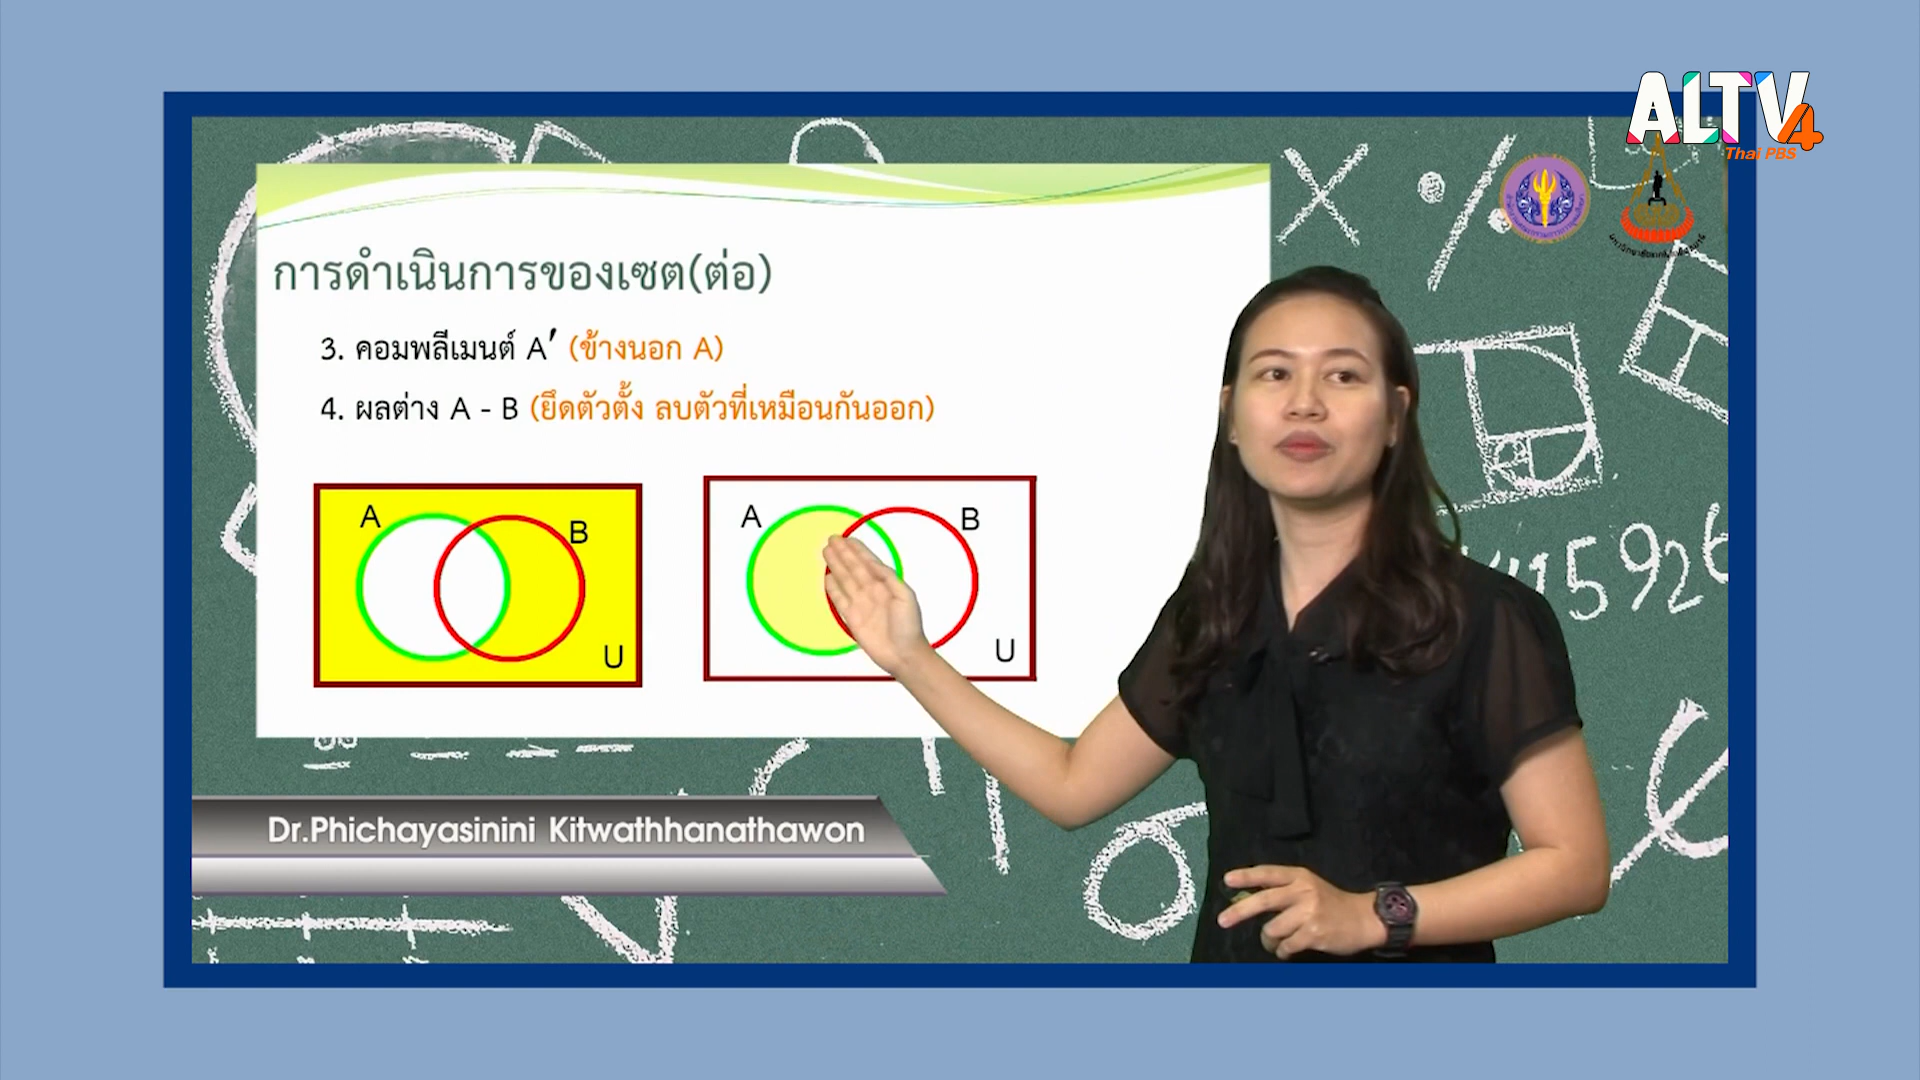 ALTV4
Thai PBS
การดำเนินการของเซต(ต่อ)
3. คอมพลีเมนต์ A′ (ข้างนอก A)
4. ผลต่าง A - B (ยึดตัวตั้ง ลบตัวที่เหมือนกันออก)
A
B
U
A
B
U
15926
Dr.Phichayasinini Kitwathhanathawon